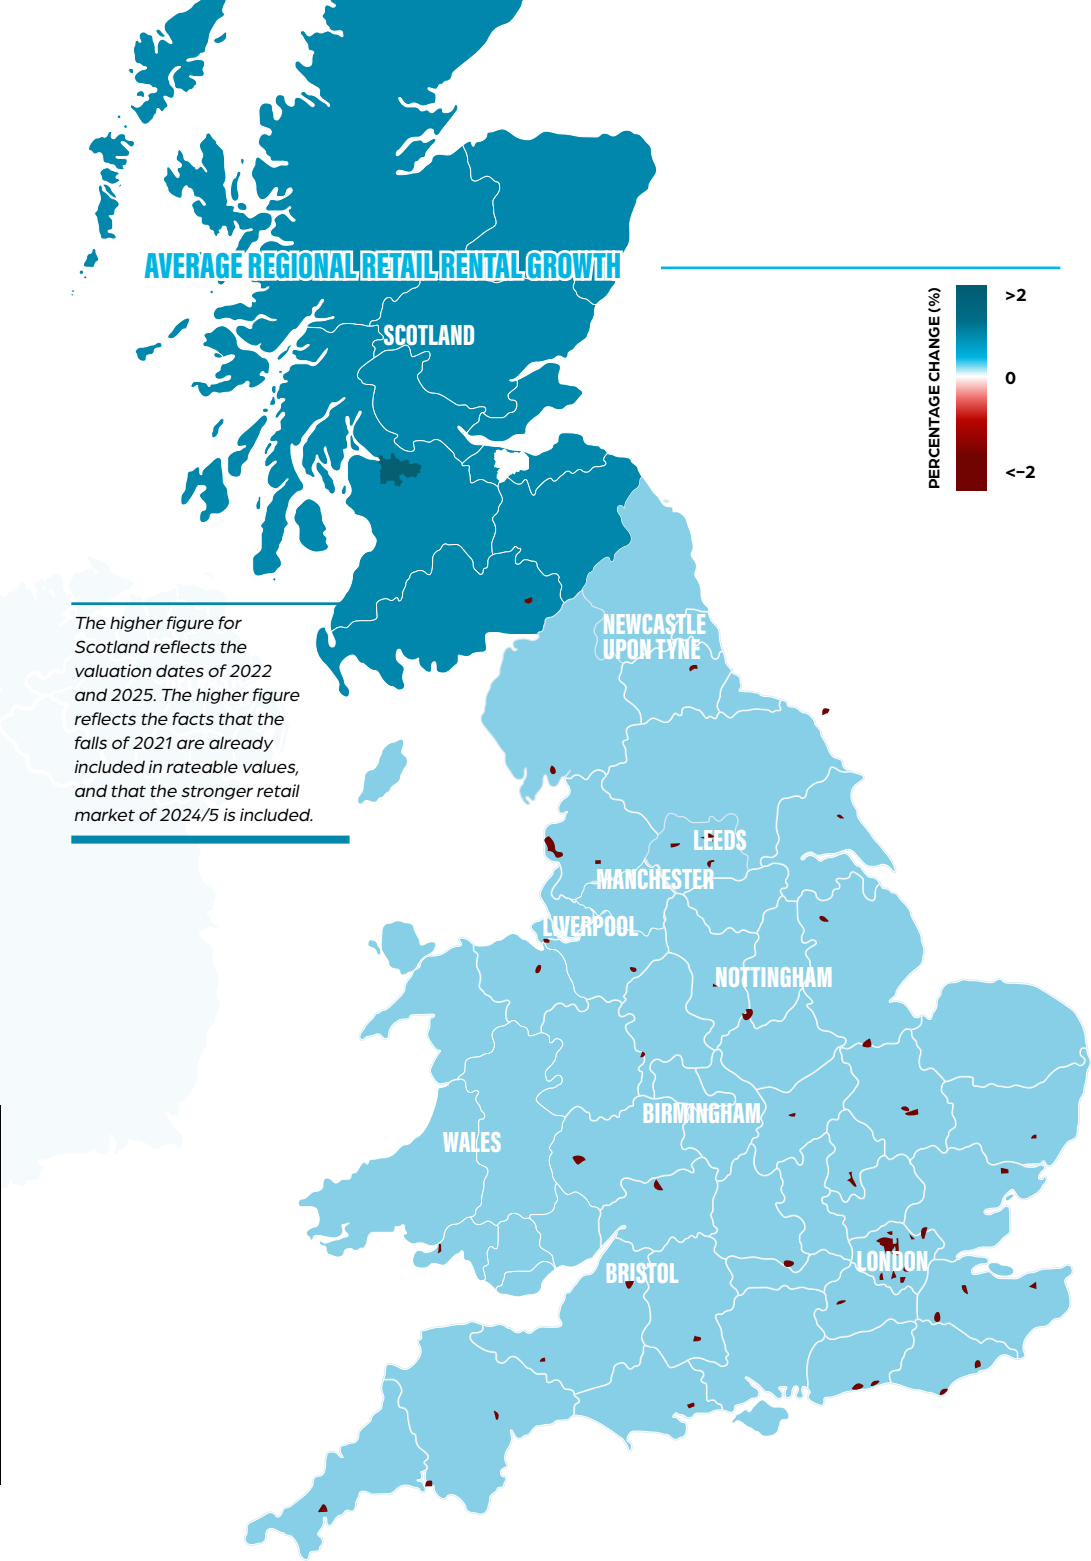 AVERAGE REGIONAL RETAIL RENTAL GROWTH
PERCENTAGE CHANGE (%)
>2
0
<−2
SCOTLAND
The higher figure for
Scotland reflects the
valuation dates of 2022
and 2025. The higher figure
reflects the facts that the
falls of 2021 are already
included in rateable values,
and that the stronger retail
market of 2024/5 is included.
NEWCASTLE
UPON TYNE
LEEDS
MANCHESTER
LIVERPOOL
NOTTINGHAM
BIRMINGHAM
WALES
LONDON
BRISTOL